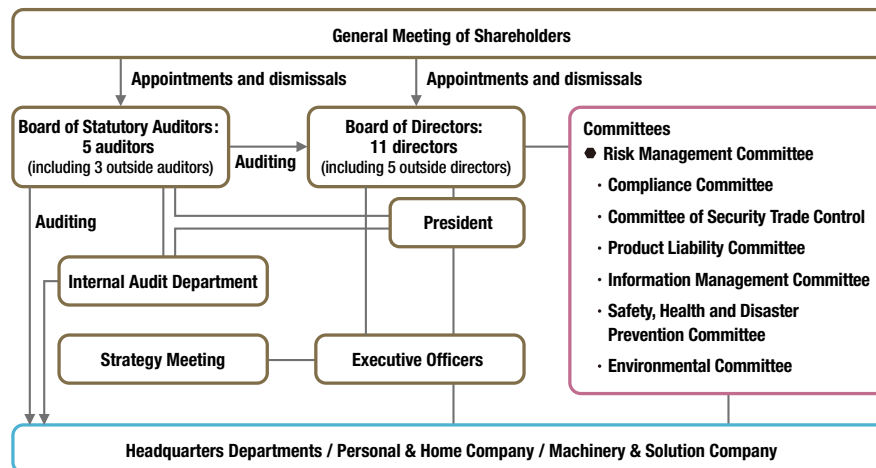 General Meeting of Shareholders
Appointments and dismissals
Appointments and dismissals
Board of Statutory Auditors:
5 auditors
(including 3 outside auditors)
Auditing
Board of Directors:
11 directors
(including 5 outside directors)
Committees
Risk Management Committee
· Compliance Committee
· Committee of Security Trade Control
· Product Liability Committee
· Information Management Committee
· Safety, Health and Disaster
Prevention Committee
· Environmental Committee
Auditing
President
Internal Audit Department
Strategy Meeting
Executive Officers
Headquarters Departments / Personal & Home Company / Machinery & Solution Company